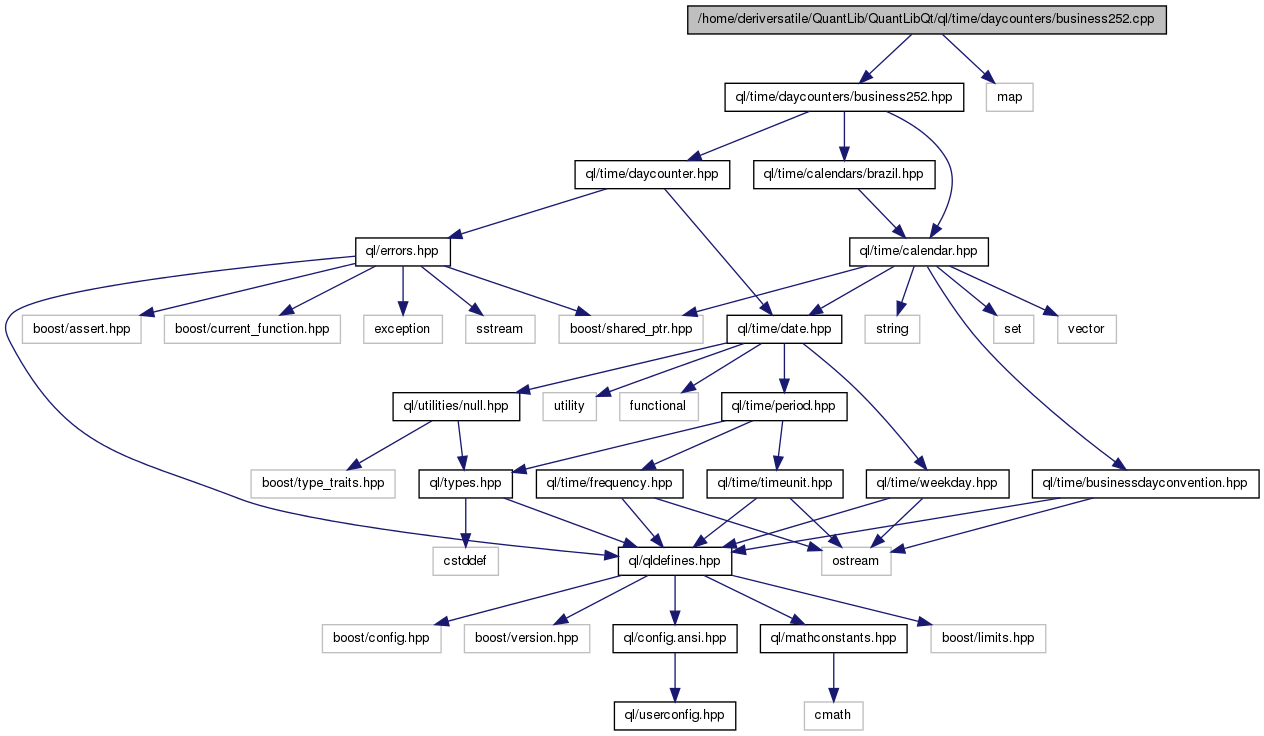 /home/deriversatile/QuantLib/QuantLibQt/ql/time/daycounters/business252.cpp
ql/time/daycounters/business252.hpp
map
ql/time/daycounter.hpp
ql/time/calendars/brazil.hpp
ql/errors.hpp
ql/time/calendar.hpp
boost/assert.hpp
boost/current_function.hpp
exception
sstream
boost/shared_ptr.hpp
ql/time/date.hpp
string
set
vector
ql/utilities/null.hpp
utility
functional
ql/time/period.hpp
boost/type_traits.hpp
ql/types.hpp
ql/time/frequency.hpp
ql/time/timeunit.hpp
ql/time/weekday.hpp
ql/time/businessdayconvention.hpp
cstddef
ql/qldefines.hpp
ostream
boost/config.hpp
boost/version.hpp
ql/config.ansi.hpp
ql/mathconstants.hpp
boost/limits.hpp
ql/userconfig.hpp
cmath